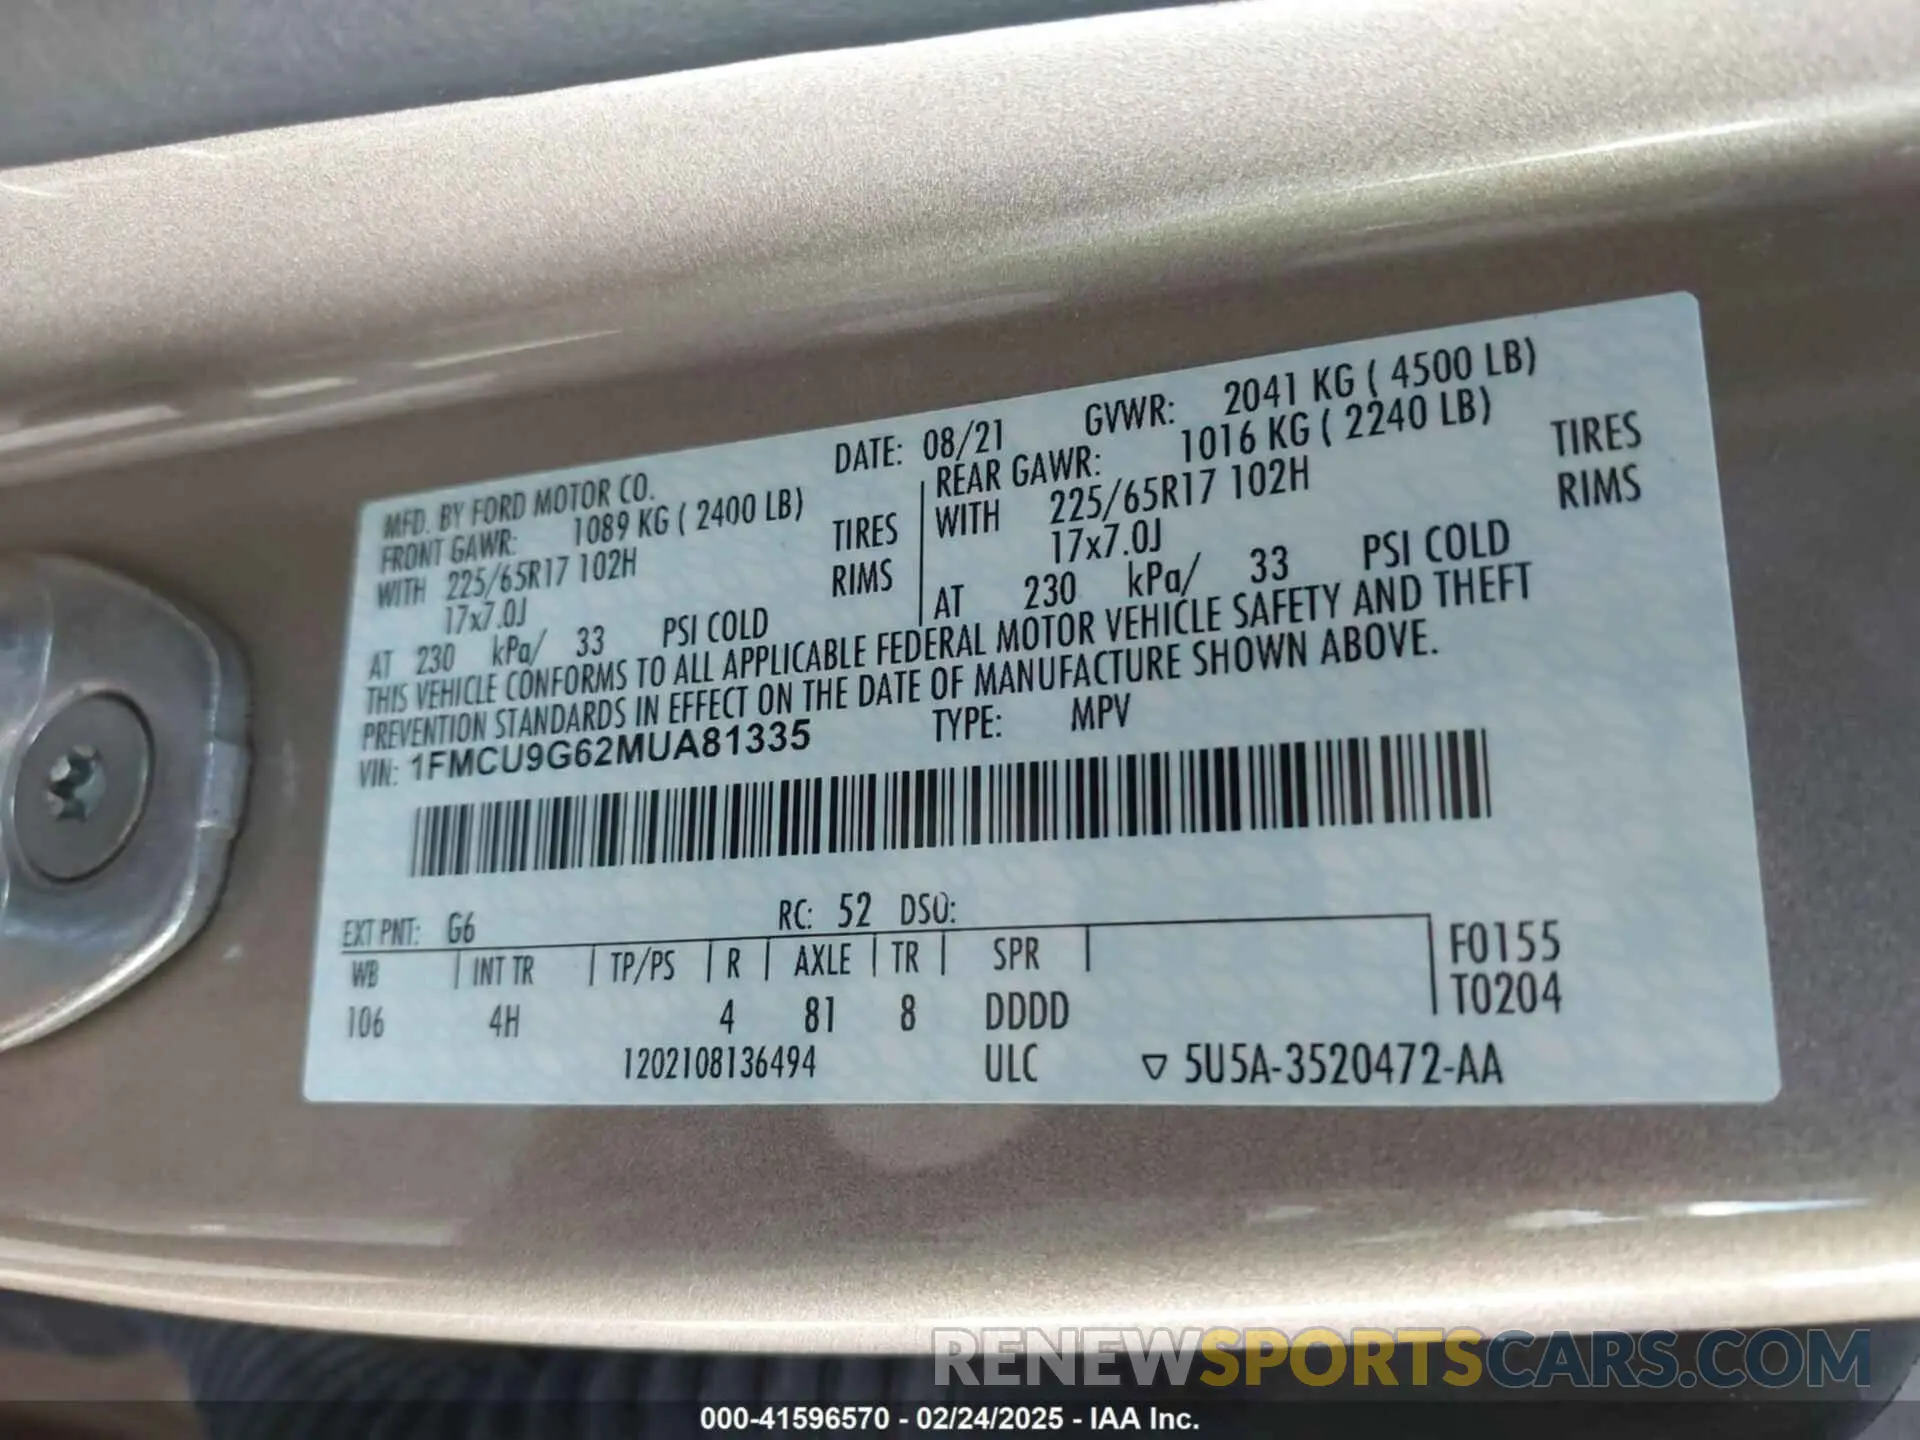 MFD. BY FORD MOTOR CO.
DATE: 08/21
GVWR: 2041 KG ( 4500 LB)
FRONT GAWR: 1089 KG ( 2400 LB)
WITH 225/65R17 102H TIRES
17x7.0J RIMS
AT 230 kPa/ 33 PSI COLD
REAR GAWR: 1016 KG ( 2240 LB)
WITH 225/65R17 102H TIRES
17x7.0J RIMS
AT 230 kPa/ 33 PSI COLD
THIS VEHICLE CONFORMS TO ALL APPLICABLE FEDERAL MOTOR VEHICLE SAFETY AND THEFT
PREVENTION STANDARDS IN EFFECT ON THE DATE OF MANUFACTURE SHOWN ABOVE.
VIN: 1FMCU9G62MUA81335 TYPE: MPV
EXT PNT: G6 RC: 52 DSO:
WB | INT TR | TP/PS | R | AXLE | TR | SPR |
106 4H 4 81 8 DDDD
F0155
T0204
1202108136494 ULC ▽ 5U5A-3520472-AA
RENEWSPORTSCARS.COM
000-41596570 - 02/24/2025 - IAA Inc.